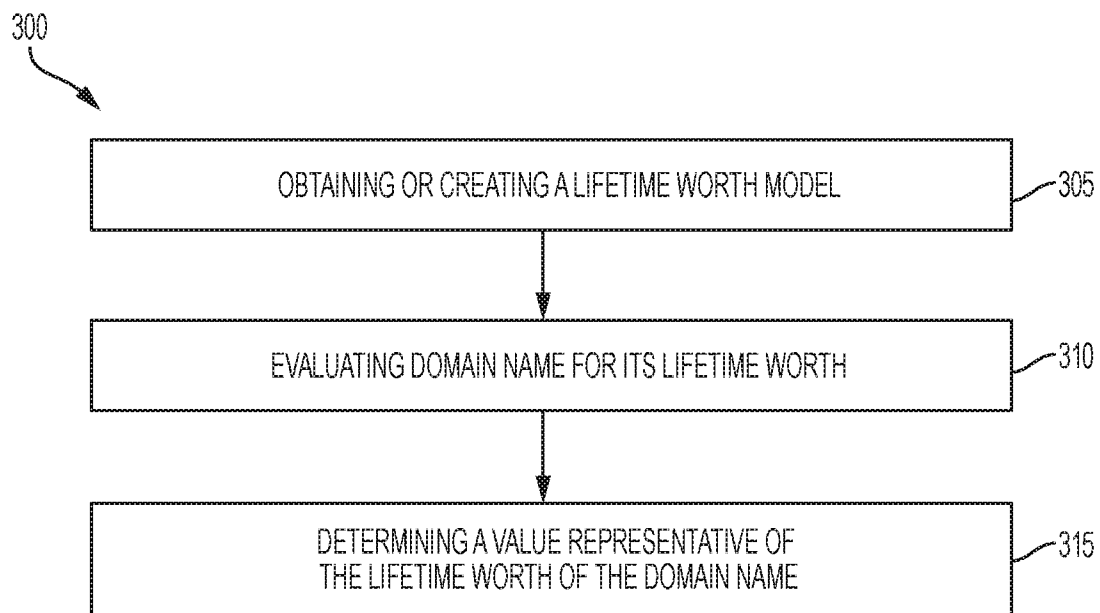 300
OBTAINING OR CREATING A LIFETIME WORTH MODEL
305
EVALUATING DOMAIN NAME FOR ITS LIFETIME WORTH
310
DETERMINING A VALUE REPRESENTATIVE OF
THE LIFETIME WORTH OF THE DOMAIN NAME
315